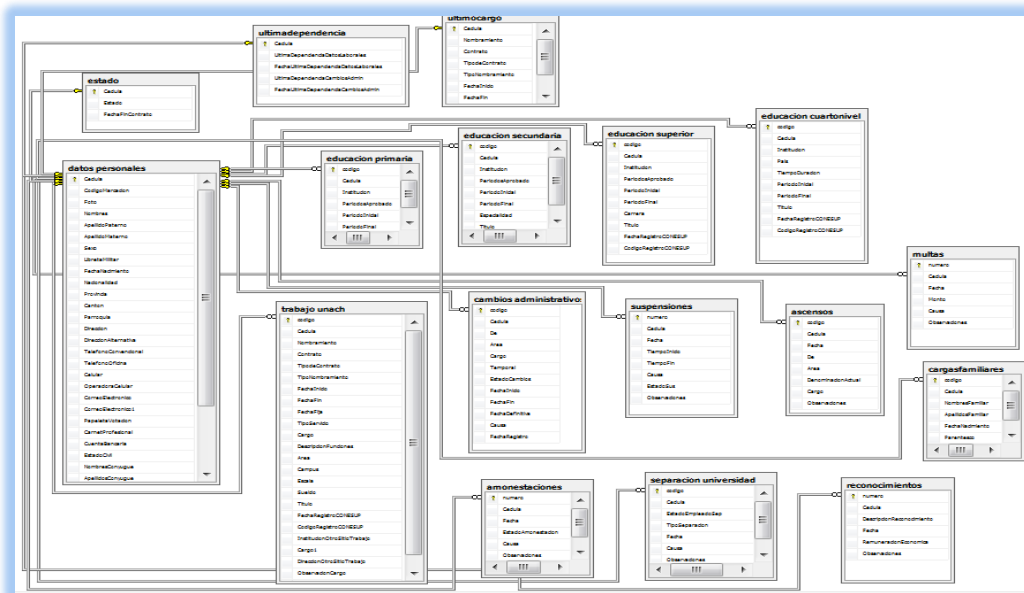 ultimocargo
Cedula
Nombramiento
Contrato
TipodeContrato
TipoNombramiento
FechaInicio
FechaFin
ultimadependencia
Cedula
UltimaDependenciaDatosLaborales
FechaUltimaDependenciaDatosLaborales
UltimaDependenciaCambioAdmin
FechaUltimaDependenciaCambioAdmin
estado
Cedula
Estado
FechaFinContrato
educacion cuartonivel
codigo
Cedula
Institucion
Pais
TiempoDuracion
PeriodoInicial
PeriodoFinal
Titulo
FechaRegistroCONESUP
CodigoRegistroCONESUP
educacion superior
codigo
Cedula
Institucion
PeriodosAprobado
PeriodoInicial
PeriodoFinal
Carrera
Titulo
FechaRegistroCONESUP
CodigoRegistroCONESUP
educacion secundaria
codigo
Cedula
Institucion
PeriodosAprobado
PeriodoInicial
PeriodoFinal
Especialidad
Titulo
educacion primaria
codigo
Cedula
Institucion
PeriodosAprobado
PeriodoInicial
PeriodoFinal
datos personales
Cedula
CodigoMarcacion
Foto
Nombres
ApellidoPaterno
ApellidoMaterno
Sexo
LibretaMilitar
FechaNacimiento
Nacionalidad
Provincia
Canton
Parroquia
Direccion
DireccionAlternativa
TelefonoConvencional
TelefonoOficina
Celular
OperadoraCelular
CorreoElectronico
CorreoElectronico1
PapeletaVotacion
CarnetProfesional
CuentaBancaria
EstadoCivil
NombresConyugue
ApellidosConyugue
multas
numero
Cedula
Fecha
Monto
Causa
Observaciones
trabajo unach
codigo
Cedula
Nombramiento
Contrato
TipodeContrato
TipoNombramiento
FechaInicio
FechaFin
FechaFija
TipoSancido
Cargo
DescripcionFunciones
Area
Campus
Escala
Sueldo
Titulo
FechaRegistroCONESUP
CodigoRegistroCONESUP
InstitucionOtroSitioTrabajo
Cargo1
DireccionOtroSitioTrabajo
ObservacionCargo
cambios administrativo
codigo
Cedula
De
Area
Cargo
Temporal
EstadoCambios
FechaInicio
FechaFin
FechaDefinitiva
Causa
FechaRegistro
suspensiones
numero
Cedula
Fecha
TiempoInicio
TiempoFin
Causa
EstadoSus
Observaciones
ascensos
codigo
Cedula
Fecha
De
Area
DenominacionActual
Cargo
Observaciones
cargasfamiliares
codigo
Cedula
NombresFamiliar
ApellidosFamiliar
FechaNacimiento
Parentesco
amonestaciones
numero
Cedula
Fecha
EstadoAmonestacion
Causa
Observaciones
separacion universidad
codigo
Cedula
EstadoEmpleadoSep
TipoSeparacion
Fecha
Causa
Observaciones
reconocimientos
numero
Cedula
DescripcionReconocimiento
Fecha
RemuneracionEconomica
Observaciones